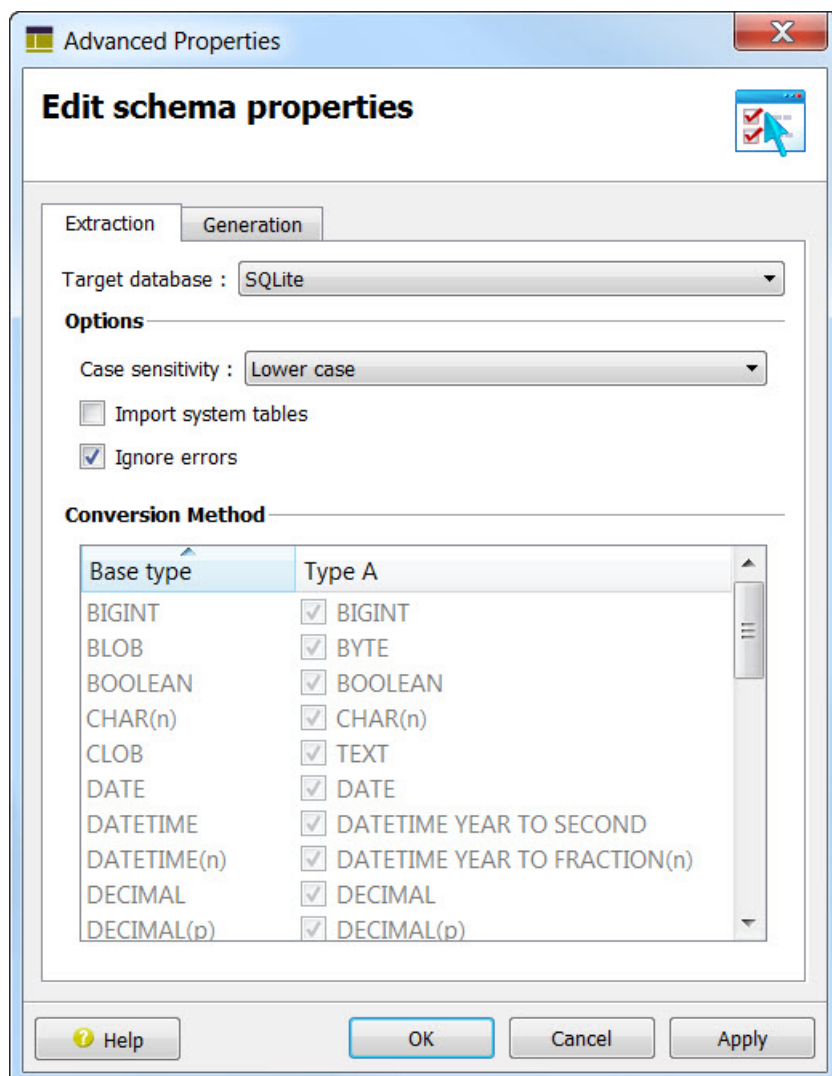 Advanced Properties
Edit schema properties
Extraction Generation
Target database : SQLite
Options
Case sensitivity : Lower case
Import system tables
Ignore errors
Conversion Method
Base type Type A
BIGINT BIGINT
BLOB BYTE
BOOLEAN BOOLEAN
CHAR(n) CHAR(n)
CLOB TEXT
DATE DATE
DATETIME DATETIME YEAR TO SECOND
DATETIME(n) DATETIME YEAR TO FRACTION(n)
DECIMAL DECIMAL
DECIMAL(p) DECIMAL(p)
Help OK Cancel Apply